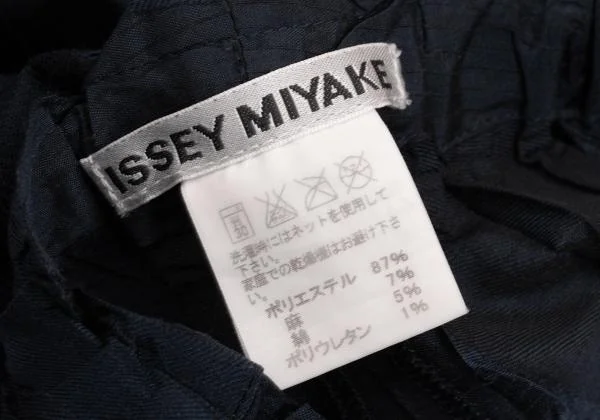 ISSEY MIYAKE
30
洗濯時にはネットを使用して
下さい。
家庭での乾燥機はお避け下さ
い。
ポリエステル 87%
麻 7%
綿 5%
ポリウレタン 1%